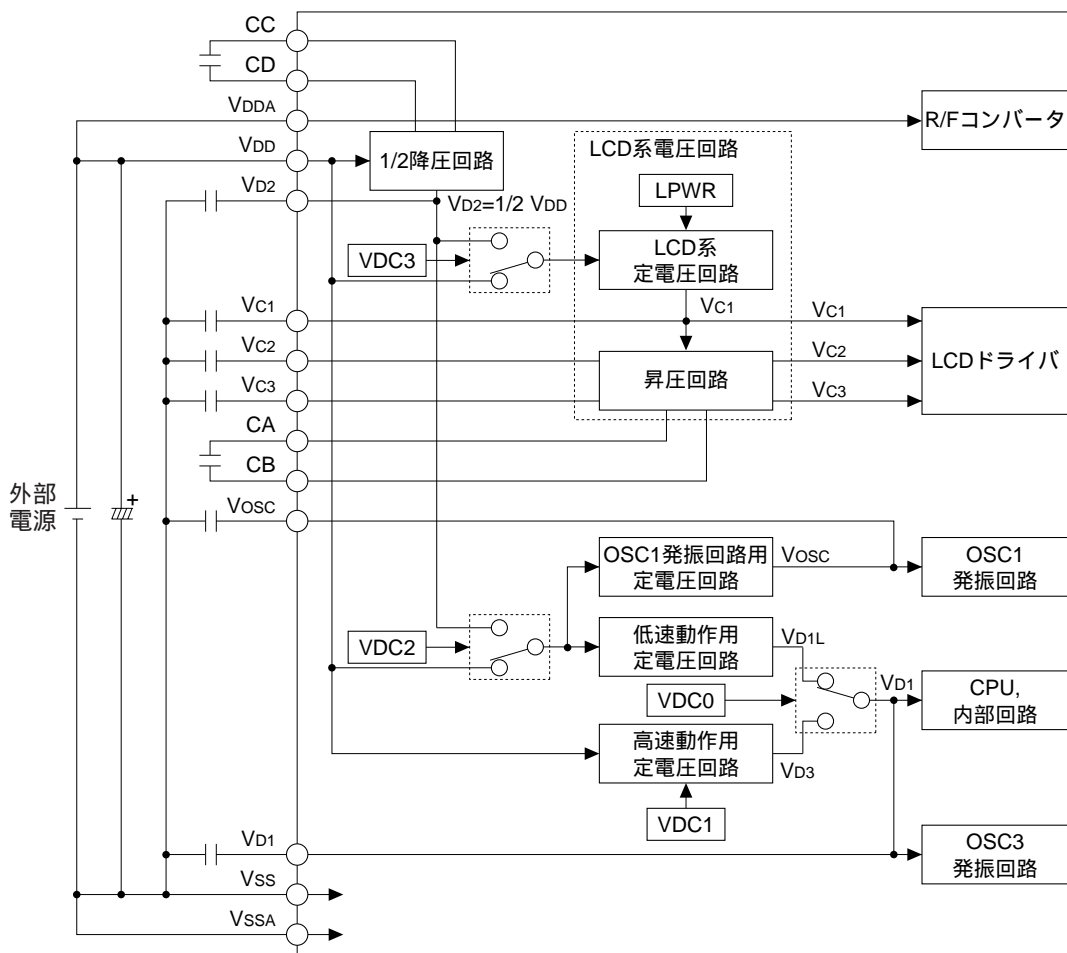 CC
CD
VDDA
VDD
VD2
1/2降圧回路
VD2=1/2 VDD
R/Fコンバータ
LCD系電圧回路
LPWR
VDC3
LCD系
定電圧回路
VC1
VC1
VC1
VC2
VC2
VC3
VC3
昇圧回路
LCDドライバ
CA
CB
外部
電源
+
VOSC
OSC1発振回路用
定電圧回路
VOSC
OSC1
発振回路
VDC2
低速動作用
定電圧回路
VD1L
VDC0
VD1
CPU,
内部回路
高速動作用
定電圧回路
VD3
VDC1
VD1
OSC3
発振回路
VSS
VSSA